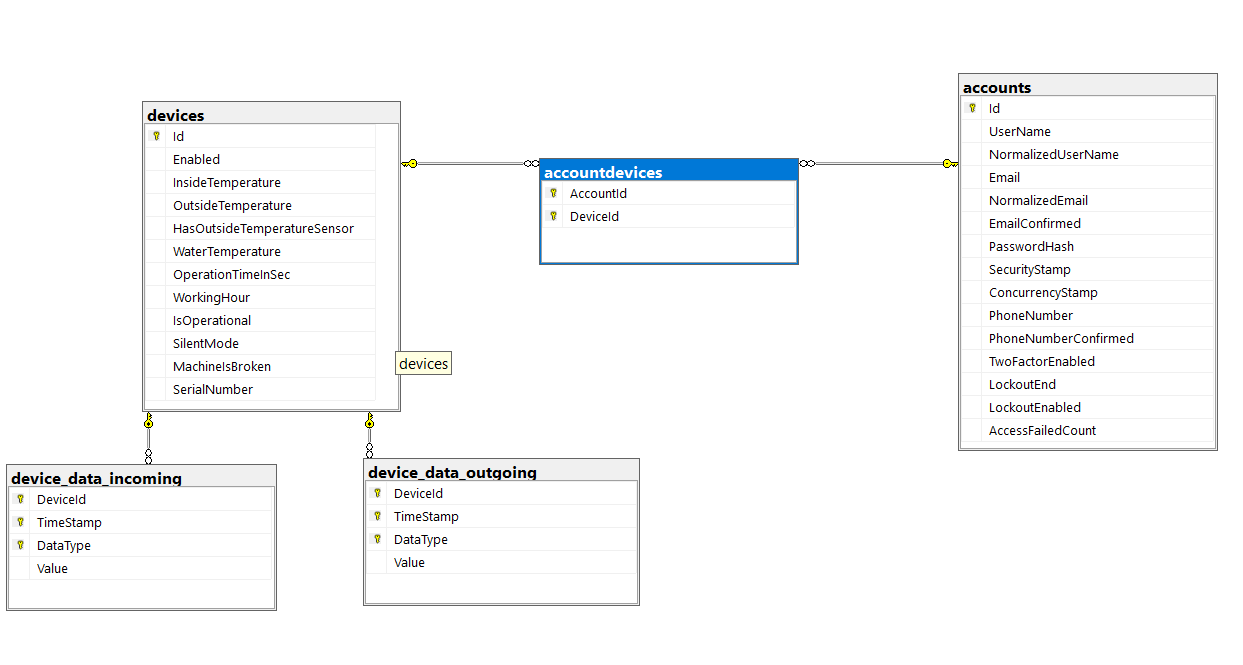 devices
Id
Enabled
InsideTemperature
OutsideTemperature
HasOutsideTemperatureSensor
WaterTemperature
OperationTimeInSec
WorkingHour
IsOperational
SilentMode
MachineIsBroken
SerialNumber
devices
accountdevices
AccountId
DeviceId
accounts
Id
UserName
NormalizedUserName
Email
NormalizedEmail
EmailConfirmed
PasswordHash
SecurityStamp
ConcurrencyStamp
PhoneNumber
PhoneNumberConfirmed
TwoFactorEnabled
LockoutEnd
LockoutEnabled
AccessFailedCount
device_data_incoming
DeviceId
TimeStamp
DataType
Value
device_data_outgoing
DeviceId
TimeStamp
DataType
Value